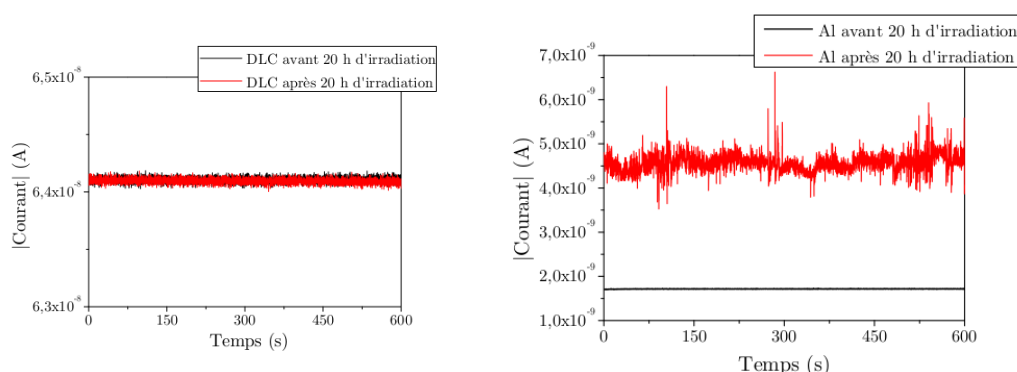 DLC avant 20 h d'irradiation
DLC après 20 h d'irradiation
6,5x10⁻⁸
6,4x10⁻⁸
6,3x10⁻⁸
|Courant| (A)
0 150 300 450 600
Temps (s)
Al avant 20 h d'irradiation
Al après 20 h d'irradiation
7,0x10⁻⁹
6,0x10⁻⁹
5,0x10⁻⁹
4,0x10⁻⁹
3,0x10⁻⁹
2,0x10⁻⁹
1,0x10⁻⁹
|Courant| (A)
0 150 300 450 600
Temps (s)